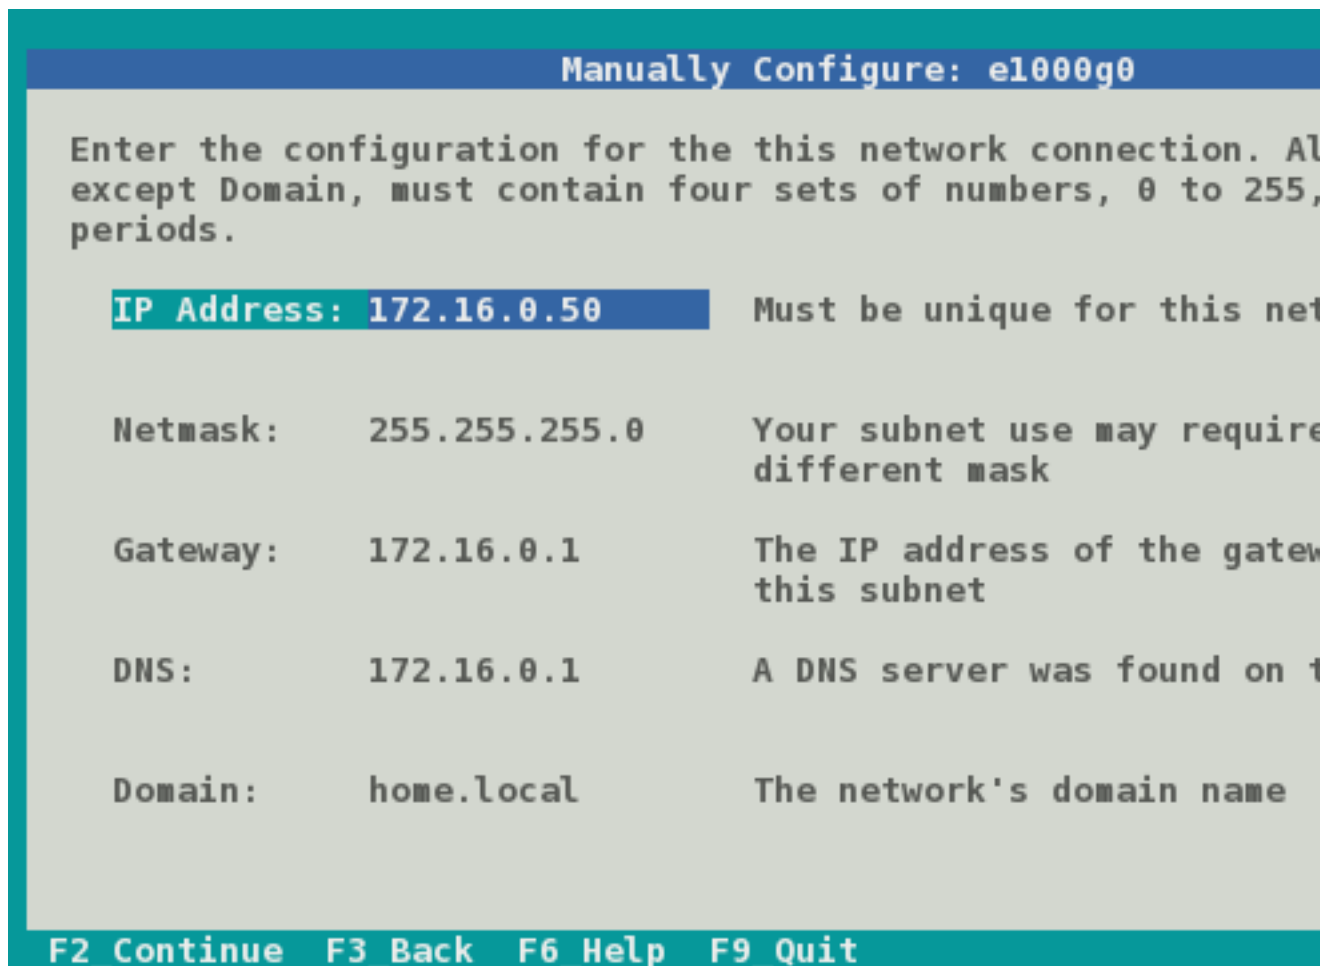 Manually Configure: e1000g0
Enter the configuration for the this network connection. Al
except Domain, must contain four sets of numbers, 0 to 255,
periods.
IP Address: 172.16.0.50 Must be unique for this net
Netmask: 255.255.255.0 Your subnet use may require
different mask
Gateway: 172.16.0.1 The IP address of the gatew
this subnet
DNS: 172.16.0.1 A DNS server was found on t
Domain: home.local The network's domain name
F2 Continue F3 Back F6 Help F9 Quit